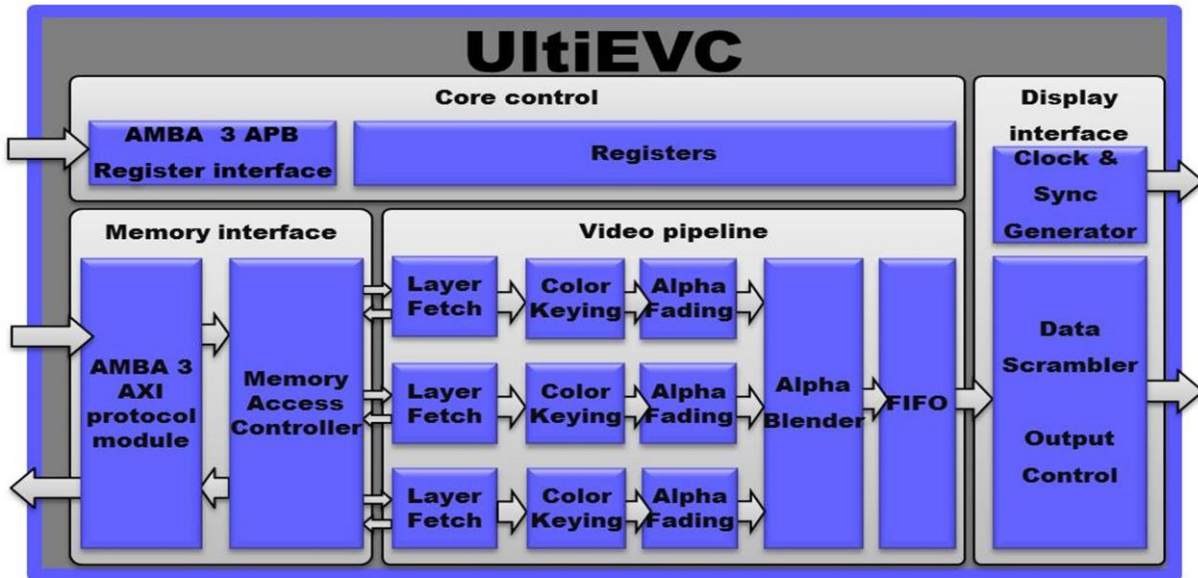 UltiEVC
Core control
AMBA 3 APB
Register interface
Registers
Display
interface
Clock &
Sync
Generator
Memory interface
AMBA 3
AXI
protocol
module
Memory
Access
Controller
Video pipeline
Layer
Fetch
Color
Keying
Alpha
Fading
Layer
Fetch
Color
Keying
Alpha
Fading
Layer
Fetch
Color
Keying
Alpha
Fading
Alpha
Blender
FIFO
Data
Scrambler
Output
Control